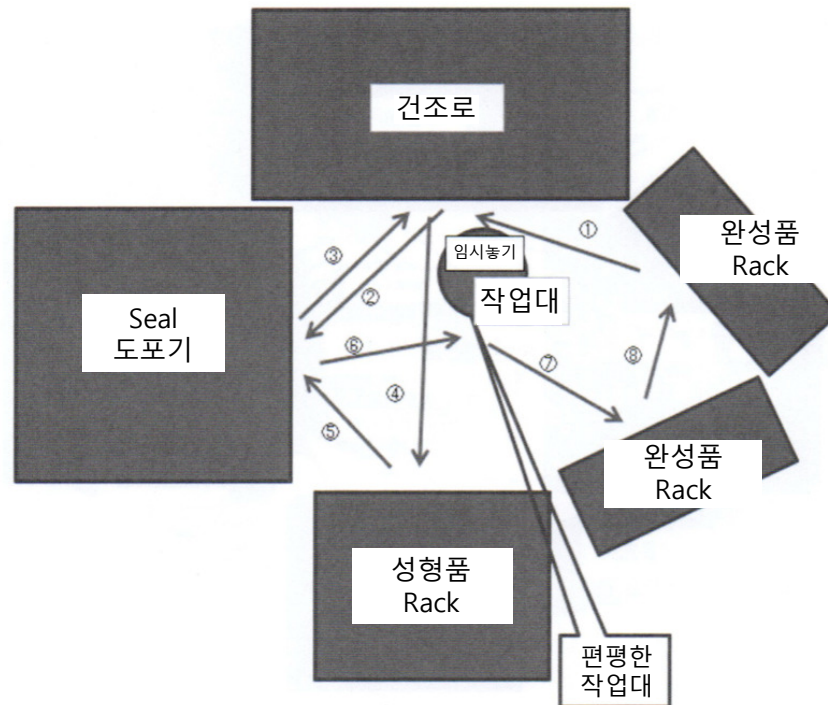 건조로
③
①
완성품
Rack
임시놓기
작업대
②
Seal
도포기
⑥
⑦
⑧
④
⑤
완성품
Rack
성형품
Rack
편평한
작업대